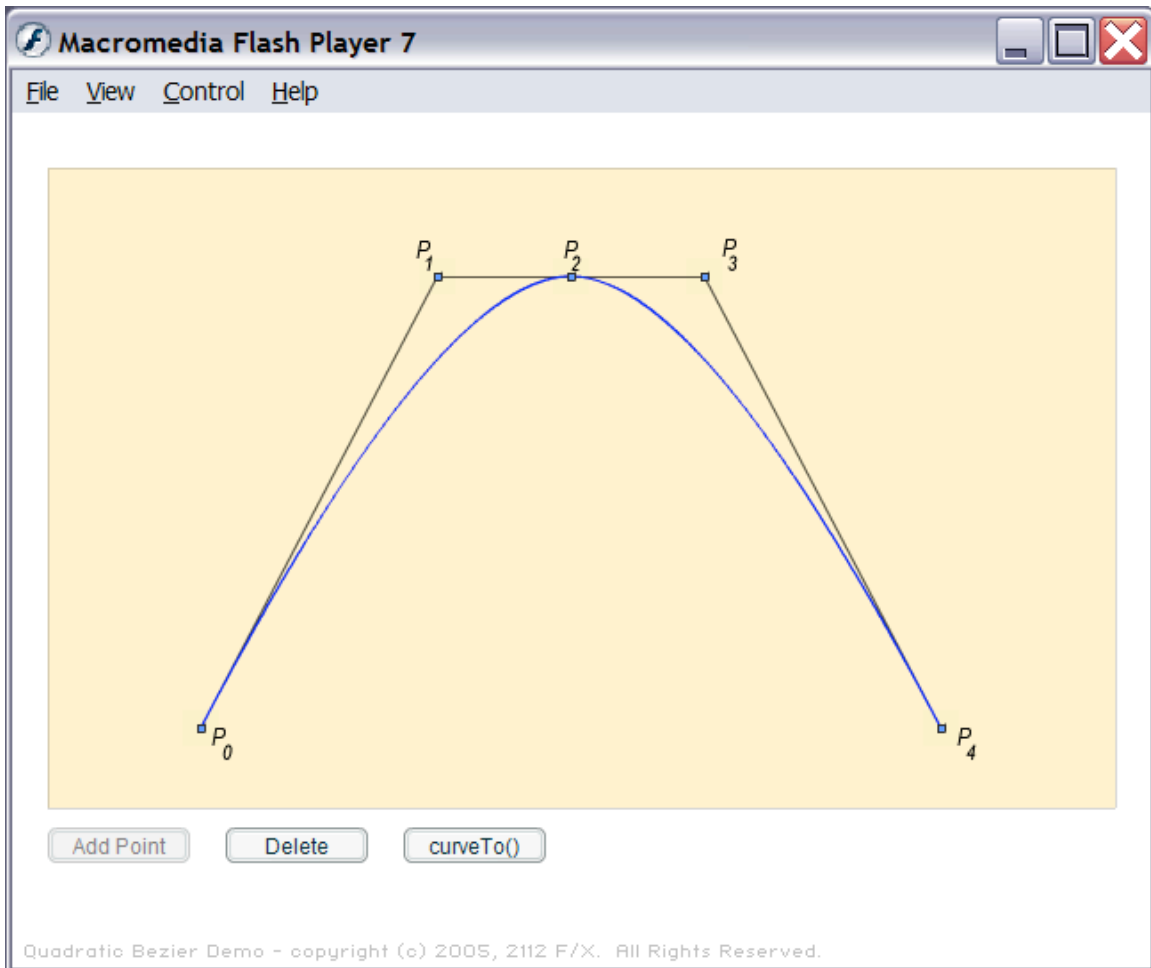 Macromedia Flash Player 7
File View Control Help
P1 P2 P3
P0 P4
Add Point Delete curveTo()
Quadratic Bezier Demo - copyright (c) 2005, 2112 F/X. All Rights Reserved.